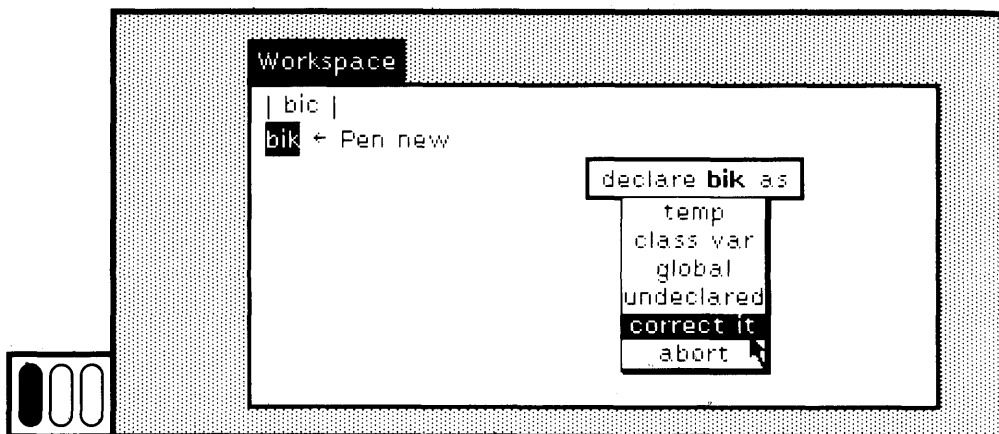 Workspace
| bic |
bik ← Pen new
declare bik as
temp
class var
global
undeclared
correct it
abort